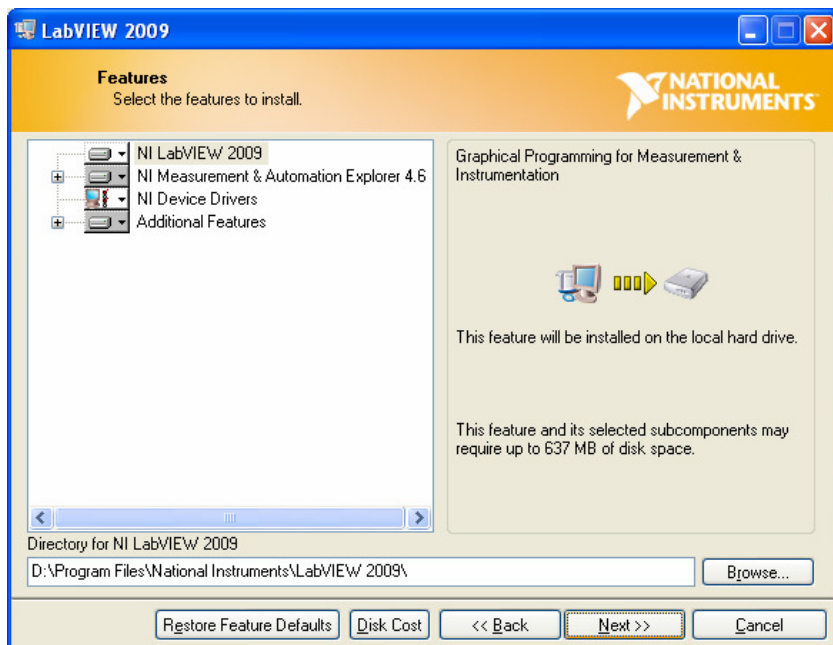 LabVIEW 2009
Features
Select the features to install.
NATIONAL
INSTRUMENTS
NI LabVIEW 2009
NI Measurement & Automation Explorer 4.6
NI Device Drivers
Additional Features
Graphical Programming for Measurement &
Instrumentation
This feature will be installed on the local hard drive.
This feature and its selected subcomponents may
require up to 637 MB of disk space.
Directory for NI LabVIEW 2009
D:\Program Files\National Instruments\LabVIEW 2009\
Browse...
Restore Feature Defaults
Disk Cost
<< Back
Next >>
Cancel